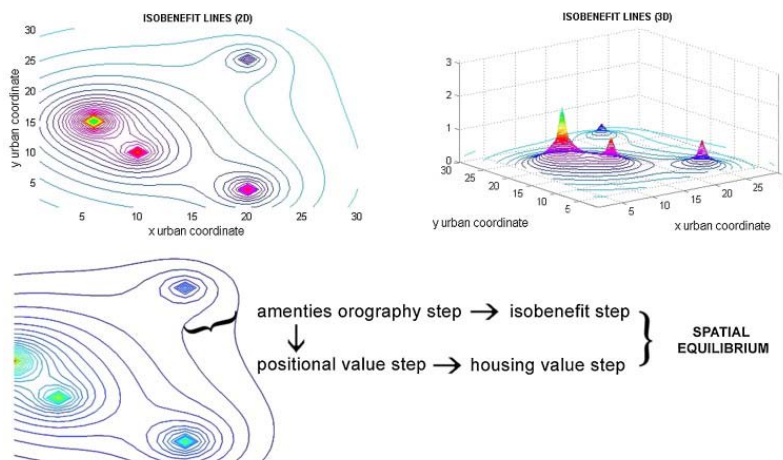 ISOBENEFIT LINES (2D)
30
25
20
15
10
5
y urban coordinate
5 10 15 20 25 30
x urban coordinate
ISOBENEFIT LINES (3D)
3
2
1
0
30
25
20
15
10
5
y urban coordinate
5
10
15
20
25
x urban coordinate
amenties orography step → isobenefit step
↓
positional value step → housing value step
SPATIAL
EQUILIBRIUM